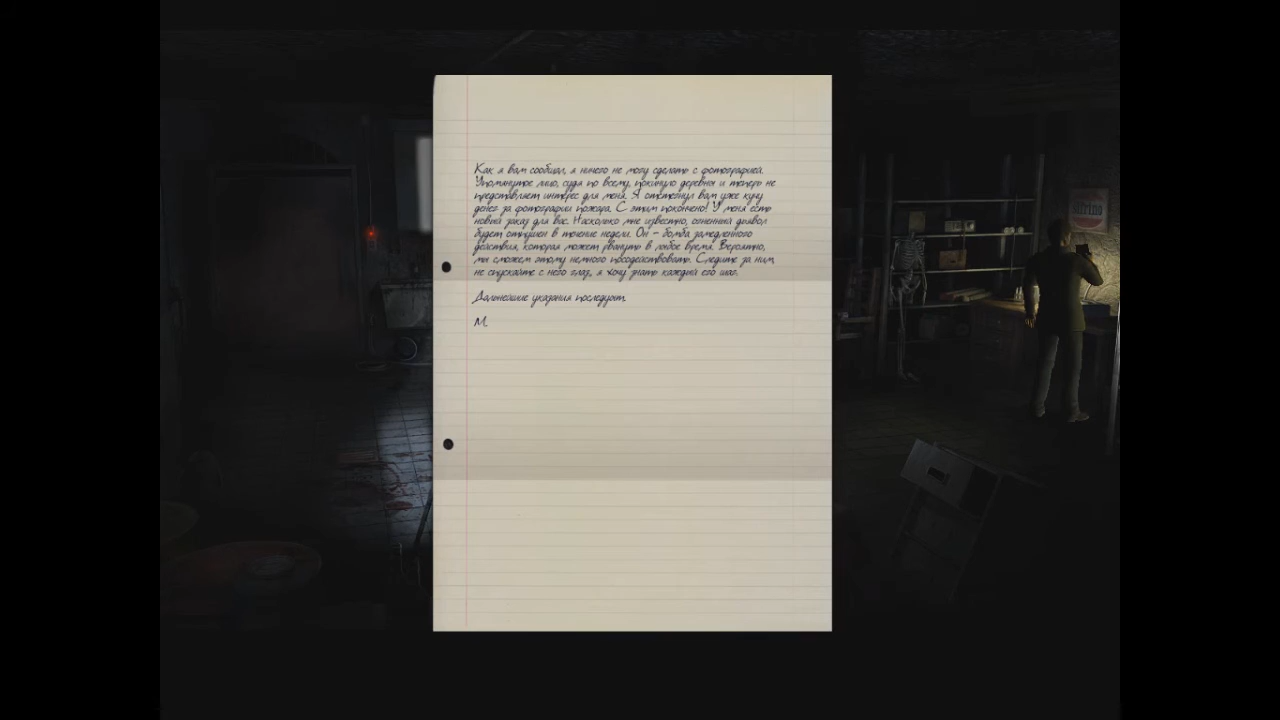 Как я вам сообщал, я ничего не могу сделать с фотографией.
Упомянутое лицо, судя по всему, покинуло деревню и теперь не
представляет интерес для меня. Я отстегнул вам уже кучу
денег за фотографии пожара. С этим покончено! У меня есть
новый заказ для вас. Насколько мне известно, огненный дьявол
будет отпущен в течение недели. Он - бомба замедленного
действия, которая может рвануть в любое время. Вероятно,
мы сможем этому немного посодействовать. Следите за ним,
не спускайте с него глаз, я хочу знать каждый его шаг.
Дальнейшие указания последуют.
М.